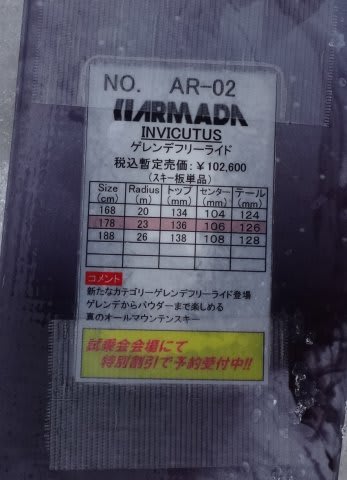 NO. AR-02
ARMADA
INVICUTUS
ゲレンデフリーライド
税込暫定売価：￥102,600
(スキー板単品)
Size Radius トップ センター テール
(cm) (m) (mm) (mm) (mm)
168 20 134 104 124
178 23 136 106 126
188 26 138 108 128
コメント
新たなカテゴリーゲレンデフリーライド登場
ゲレンデからパウダーまで楽しめる
真のオールマウンテンスキー
試乗会会場にて
特別割引で予約受付中!!